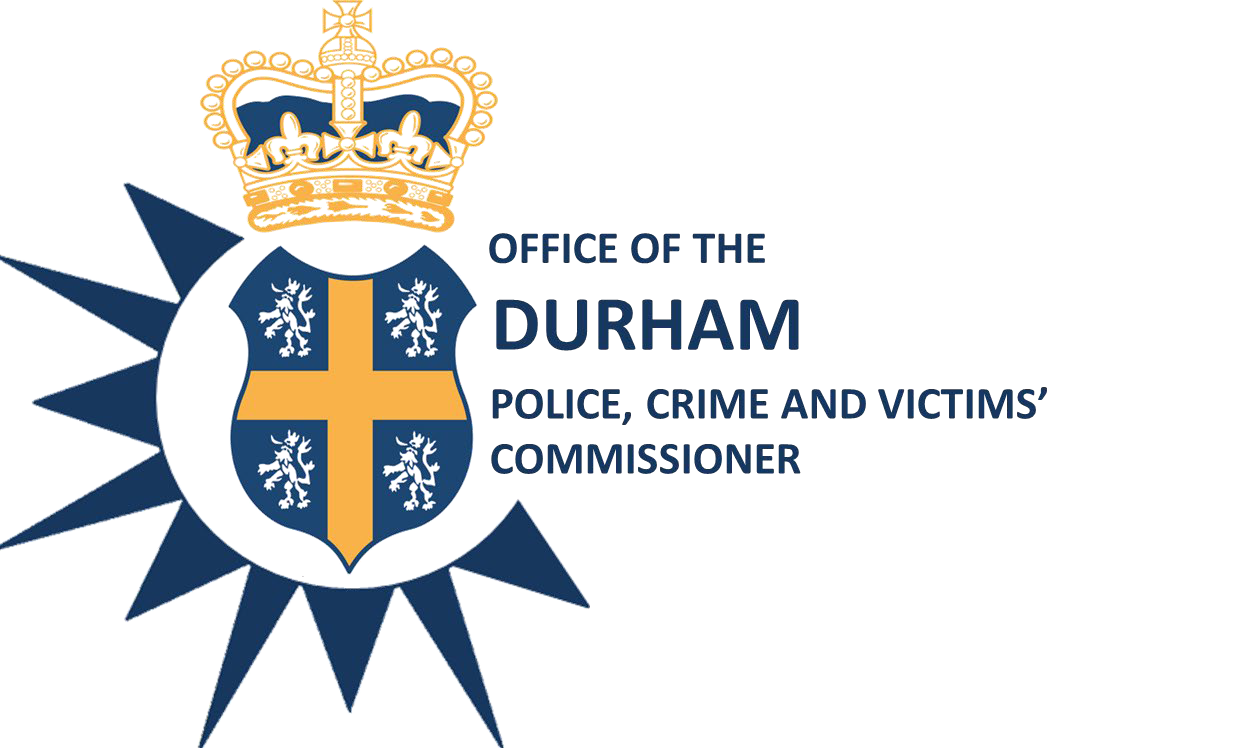 OFFICE OF THE
DURHAM
POLICE, CRIME AND VICTIMS’
COMMISSIONER